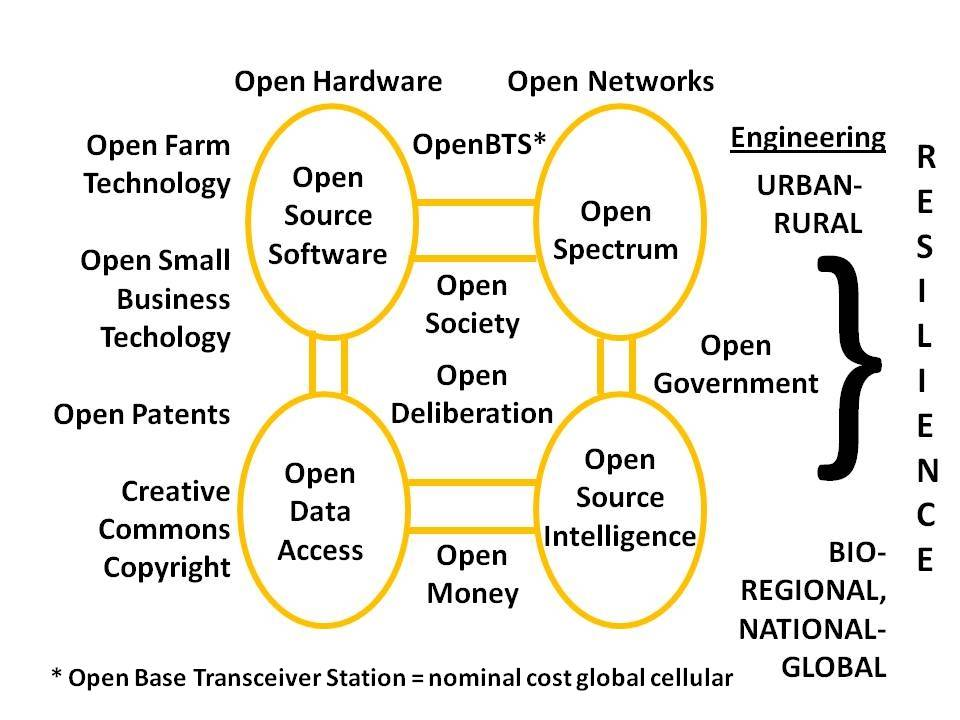 Open Hardware
Open Networks
Open Farm
Technology
Open Small
Business
Techology
Open Patents
Creative
Commons
Copyright
Open
Source
Software
OpenBTS*
Open
Society
Open
Deliberation
Open
Data
Access
Open
Money
Open
Spectrum
Open
Government
Open
Source
Intelligence
Engineering
URBAN-
RURAL
}
BIO-
REGIONAL,
NATIONAL-
GLOBAL
R
E
S
I
L
I
E
N
C
E
* Open Base Transceiver Station = nominal cost global cellular